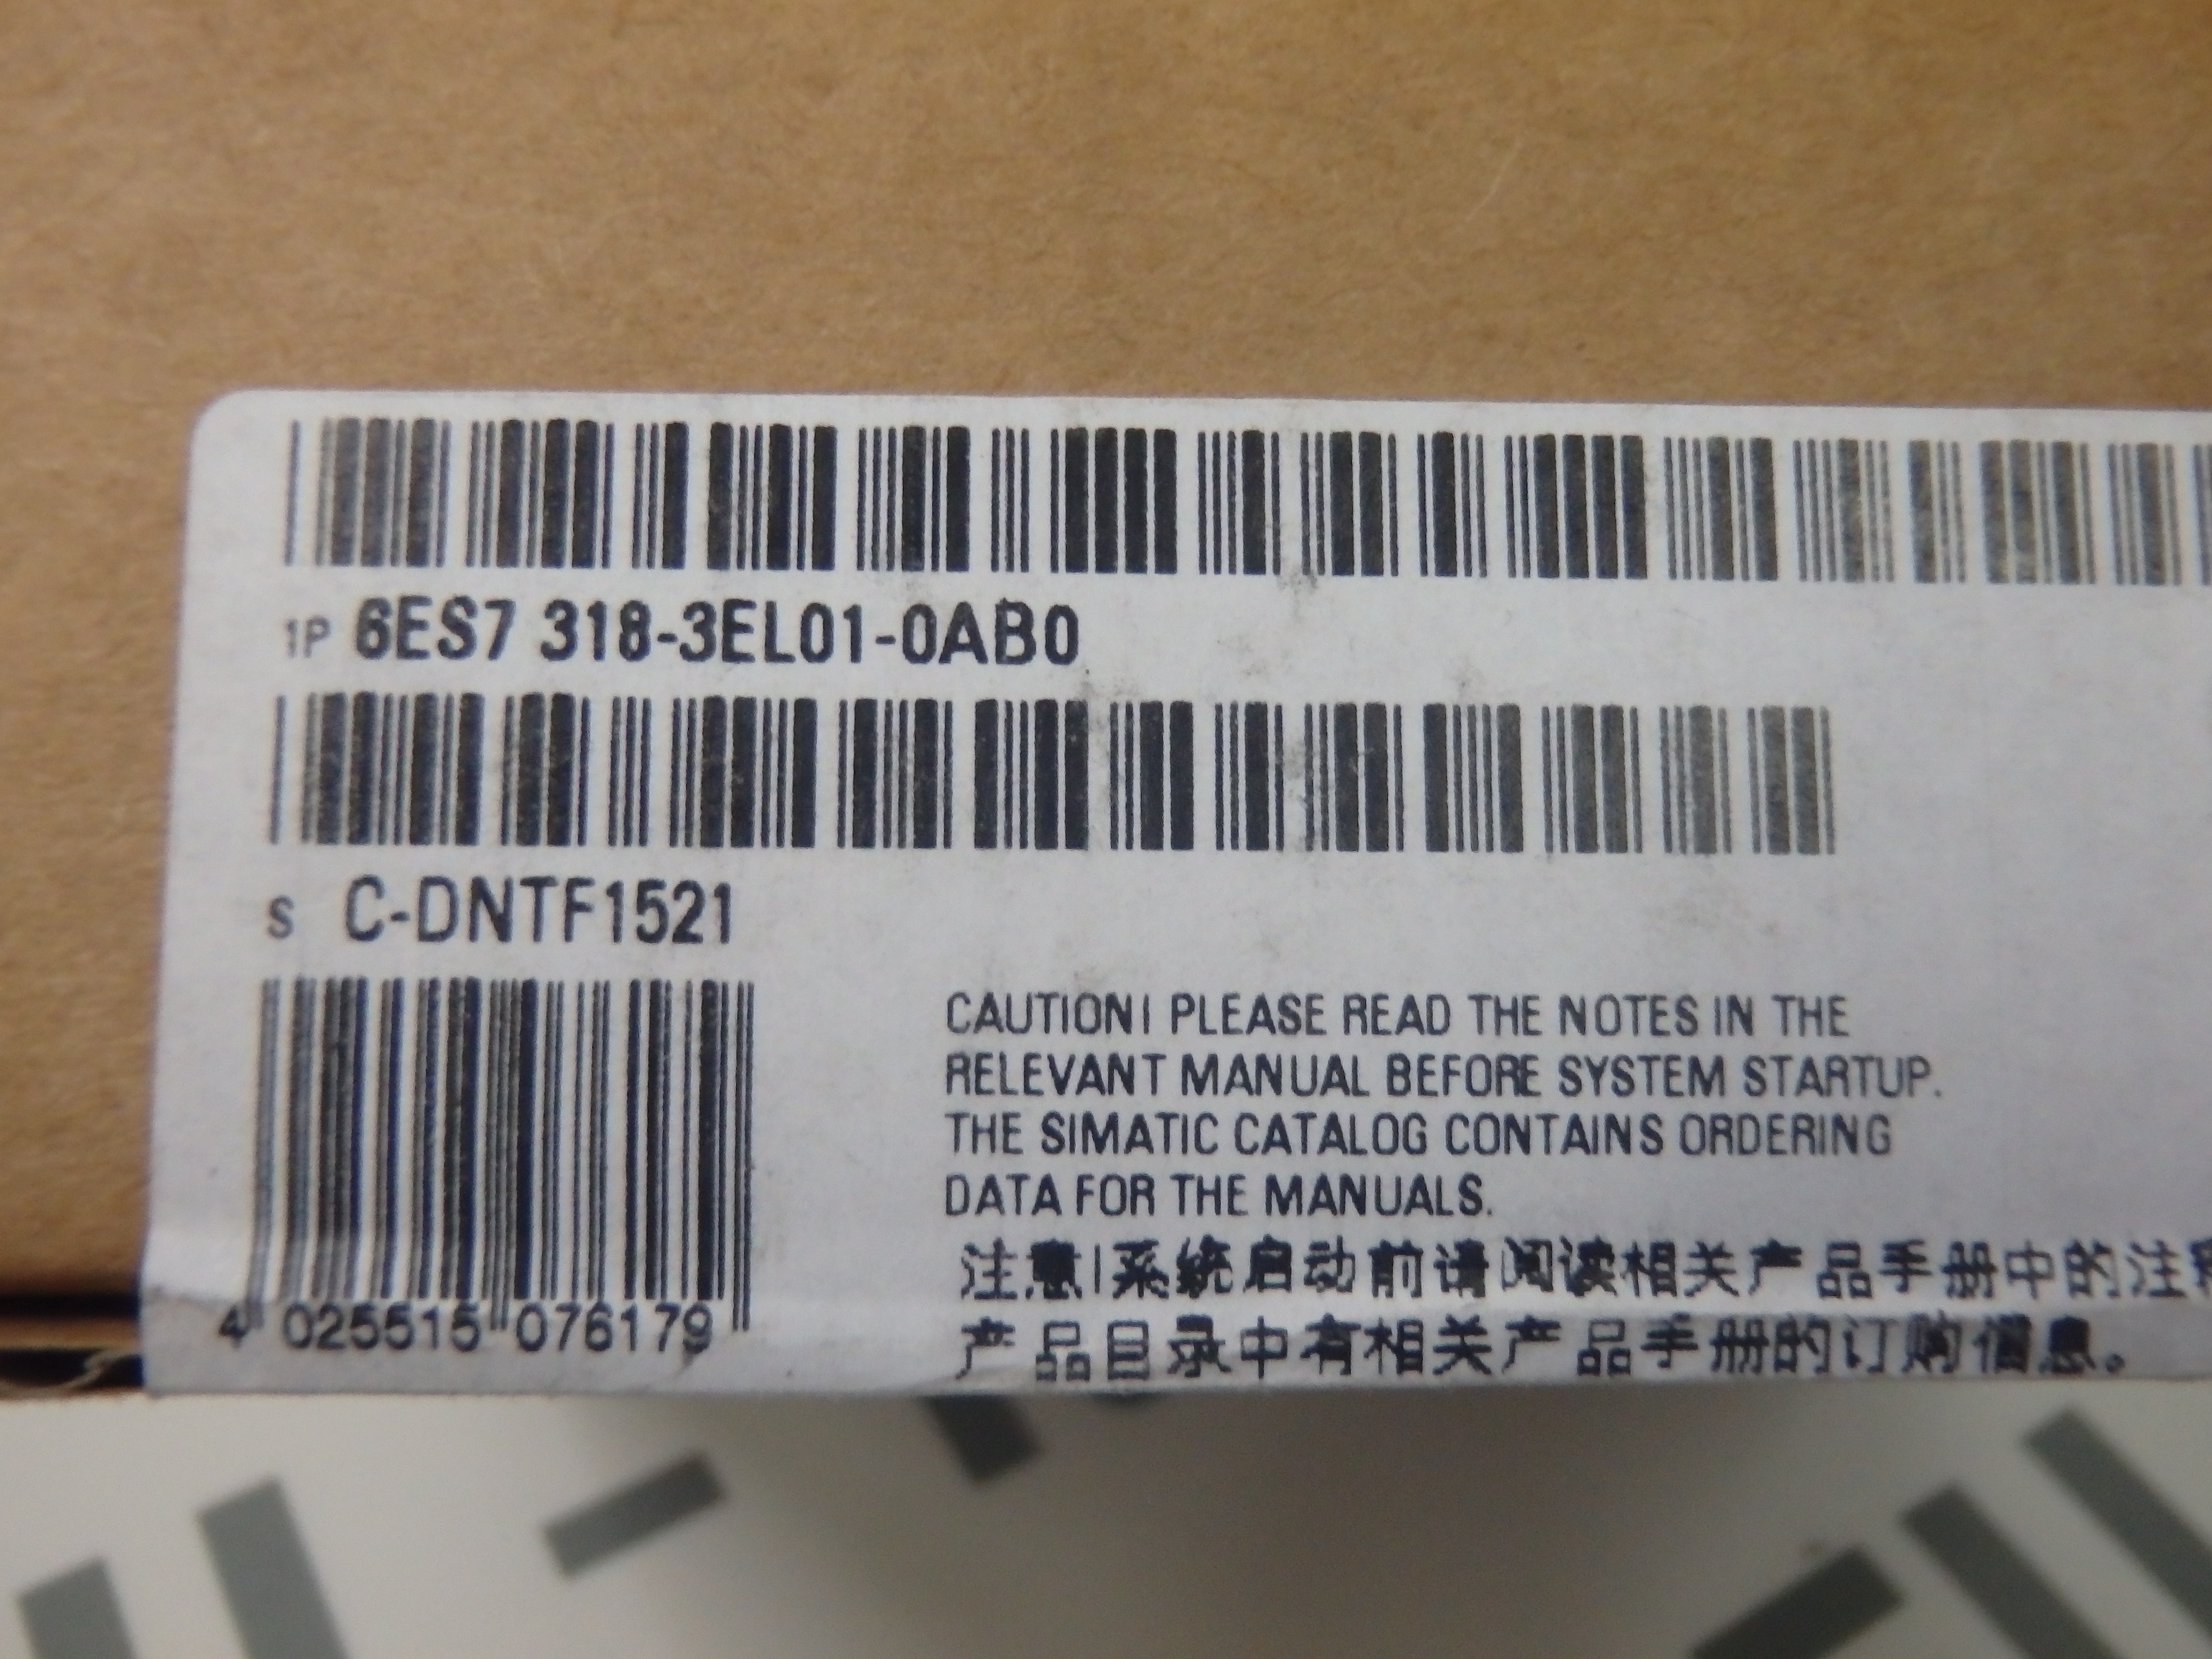 1P 6ES7 318-3EL01-0AB0
S C-DNTF1521
4 025515 076179
CAUTION! PLEASE READ THE NOTES IN THE
RELEVANT MANUAL BEFORE SYSTEM STARTUP.
THE SIMATIC CATALOG CONTAINS ORDERING
DATA FOR THE MANUALS.
注意!系统启动前请阅读相关产品手册中的注
产品目录中有相关产品手册的订购信息。